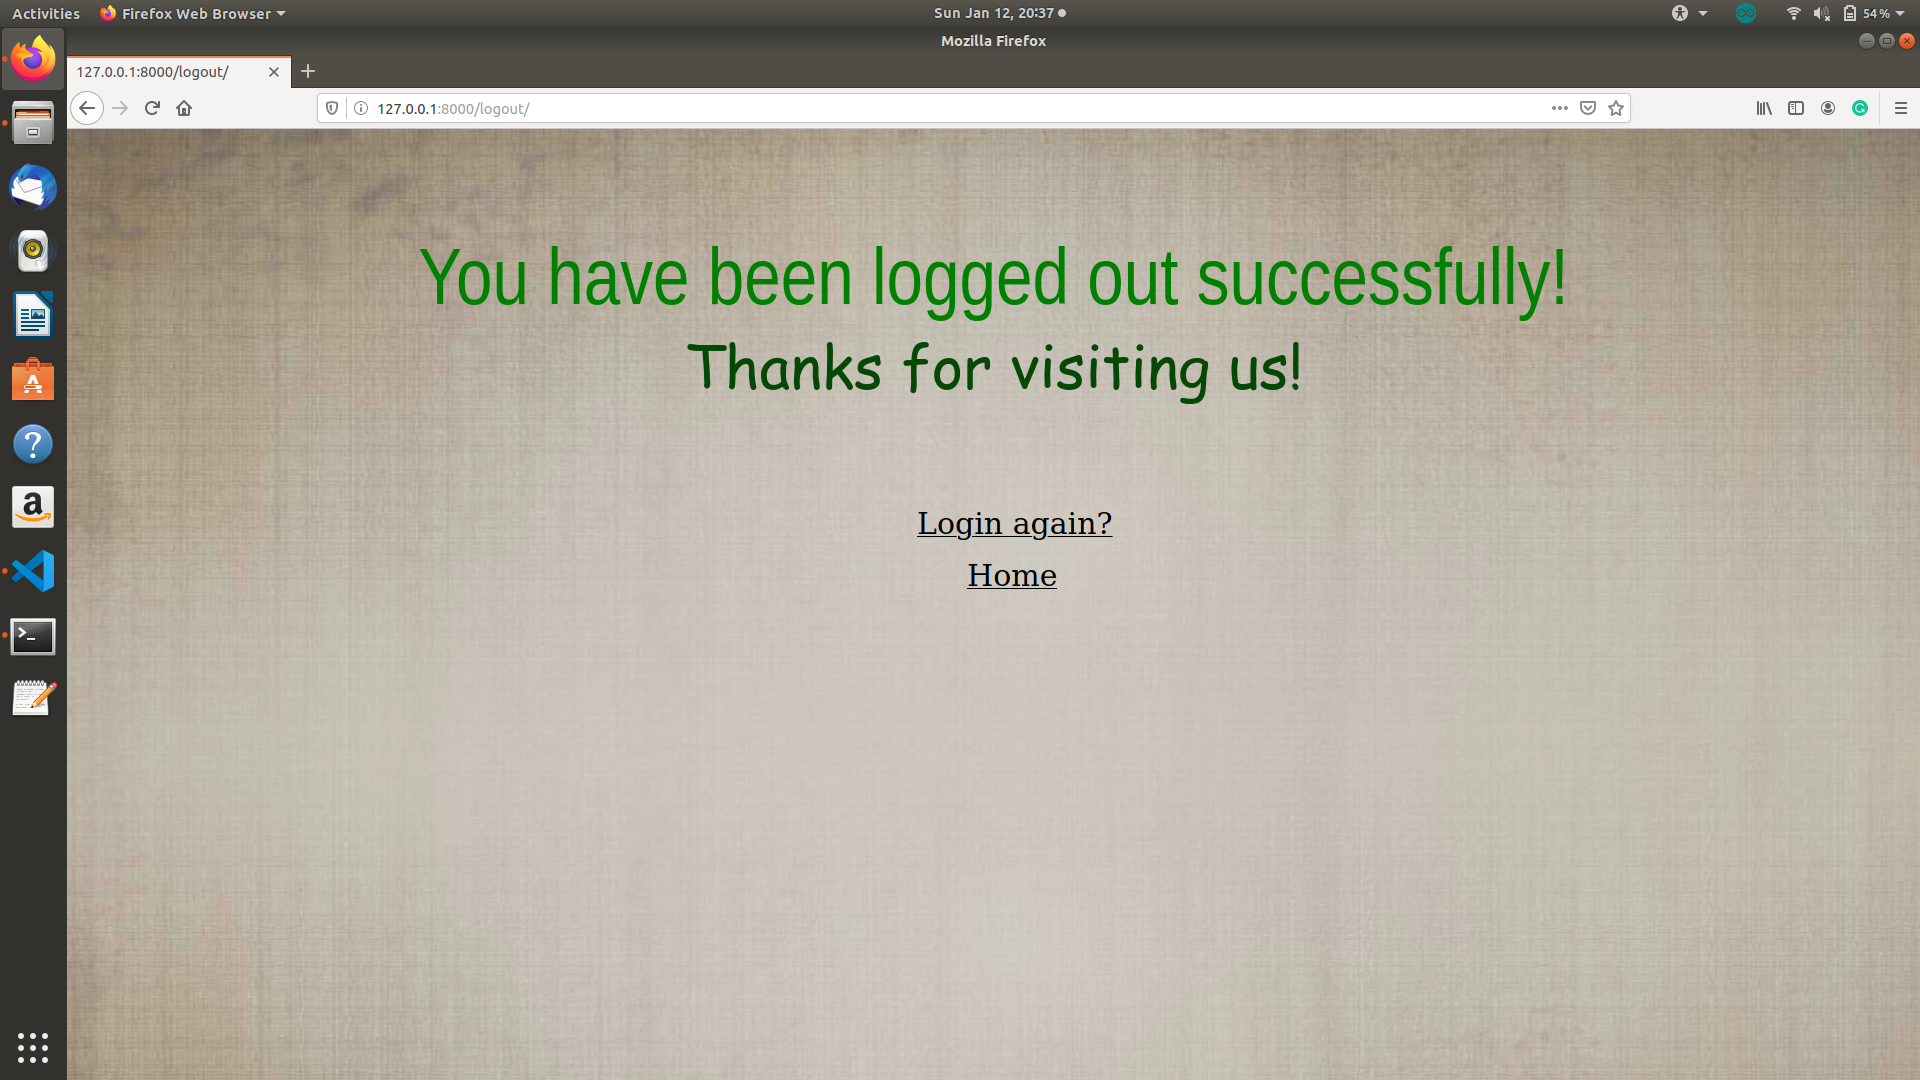 Activities Firefox Web Browser Sun Jan 12, 20:37 54%
Mozilla Firefox
127.0.0.1:8000/logout/
127.0.0.1:8000/logout/
You have been logged out successfully!
Thanks for visiting us!
Login again?
Home